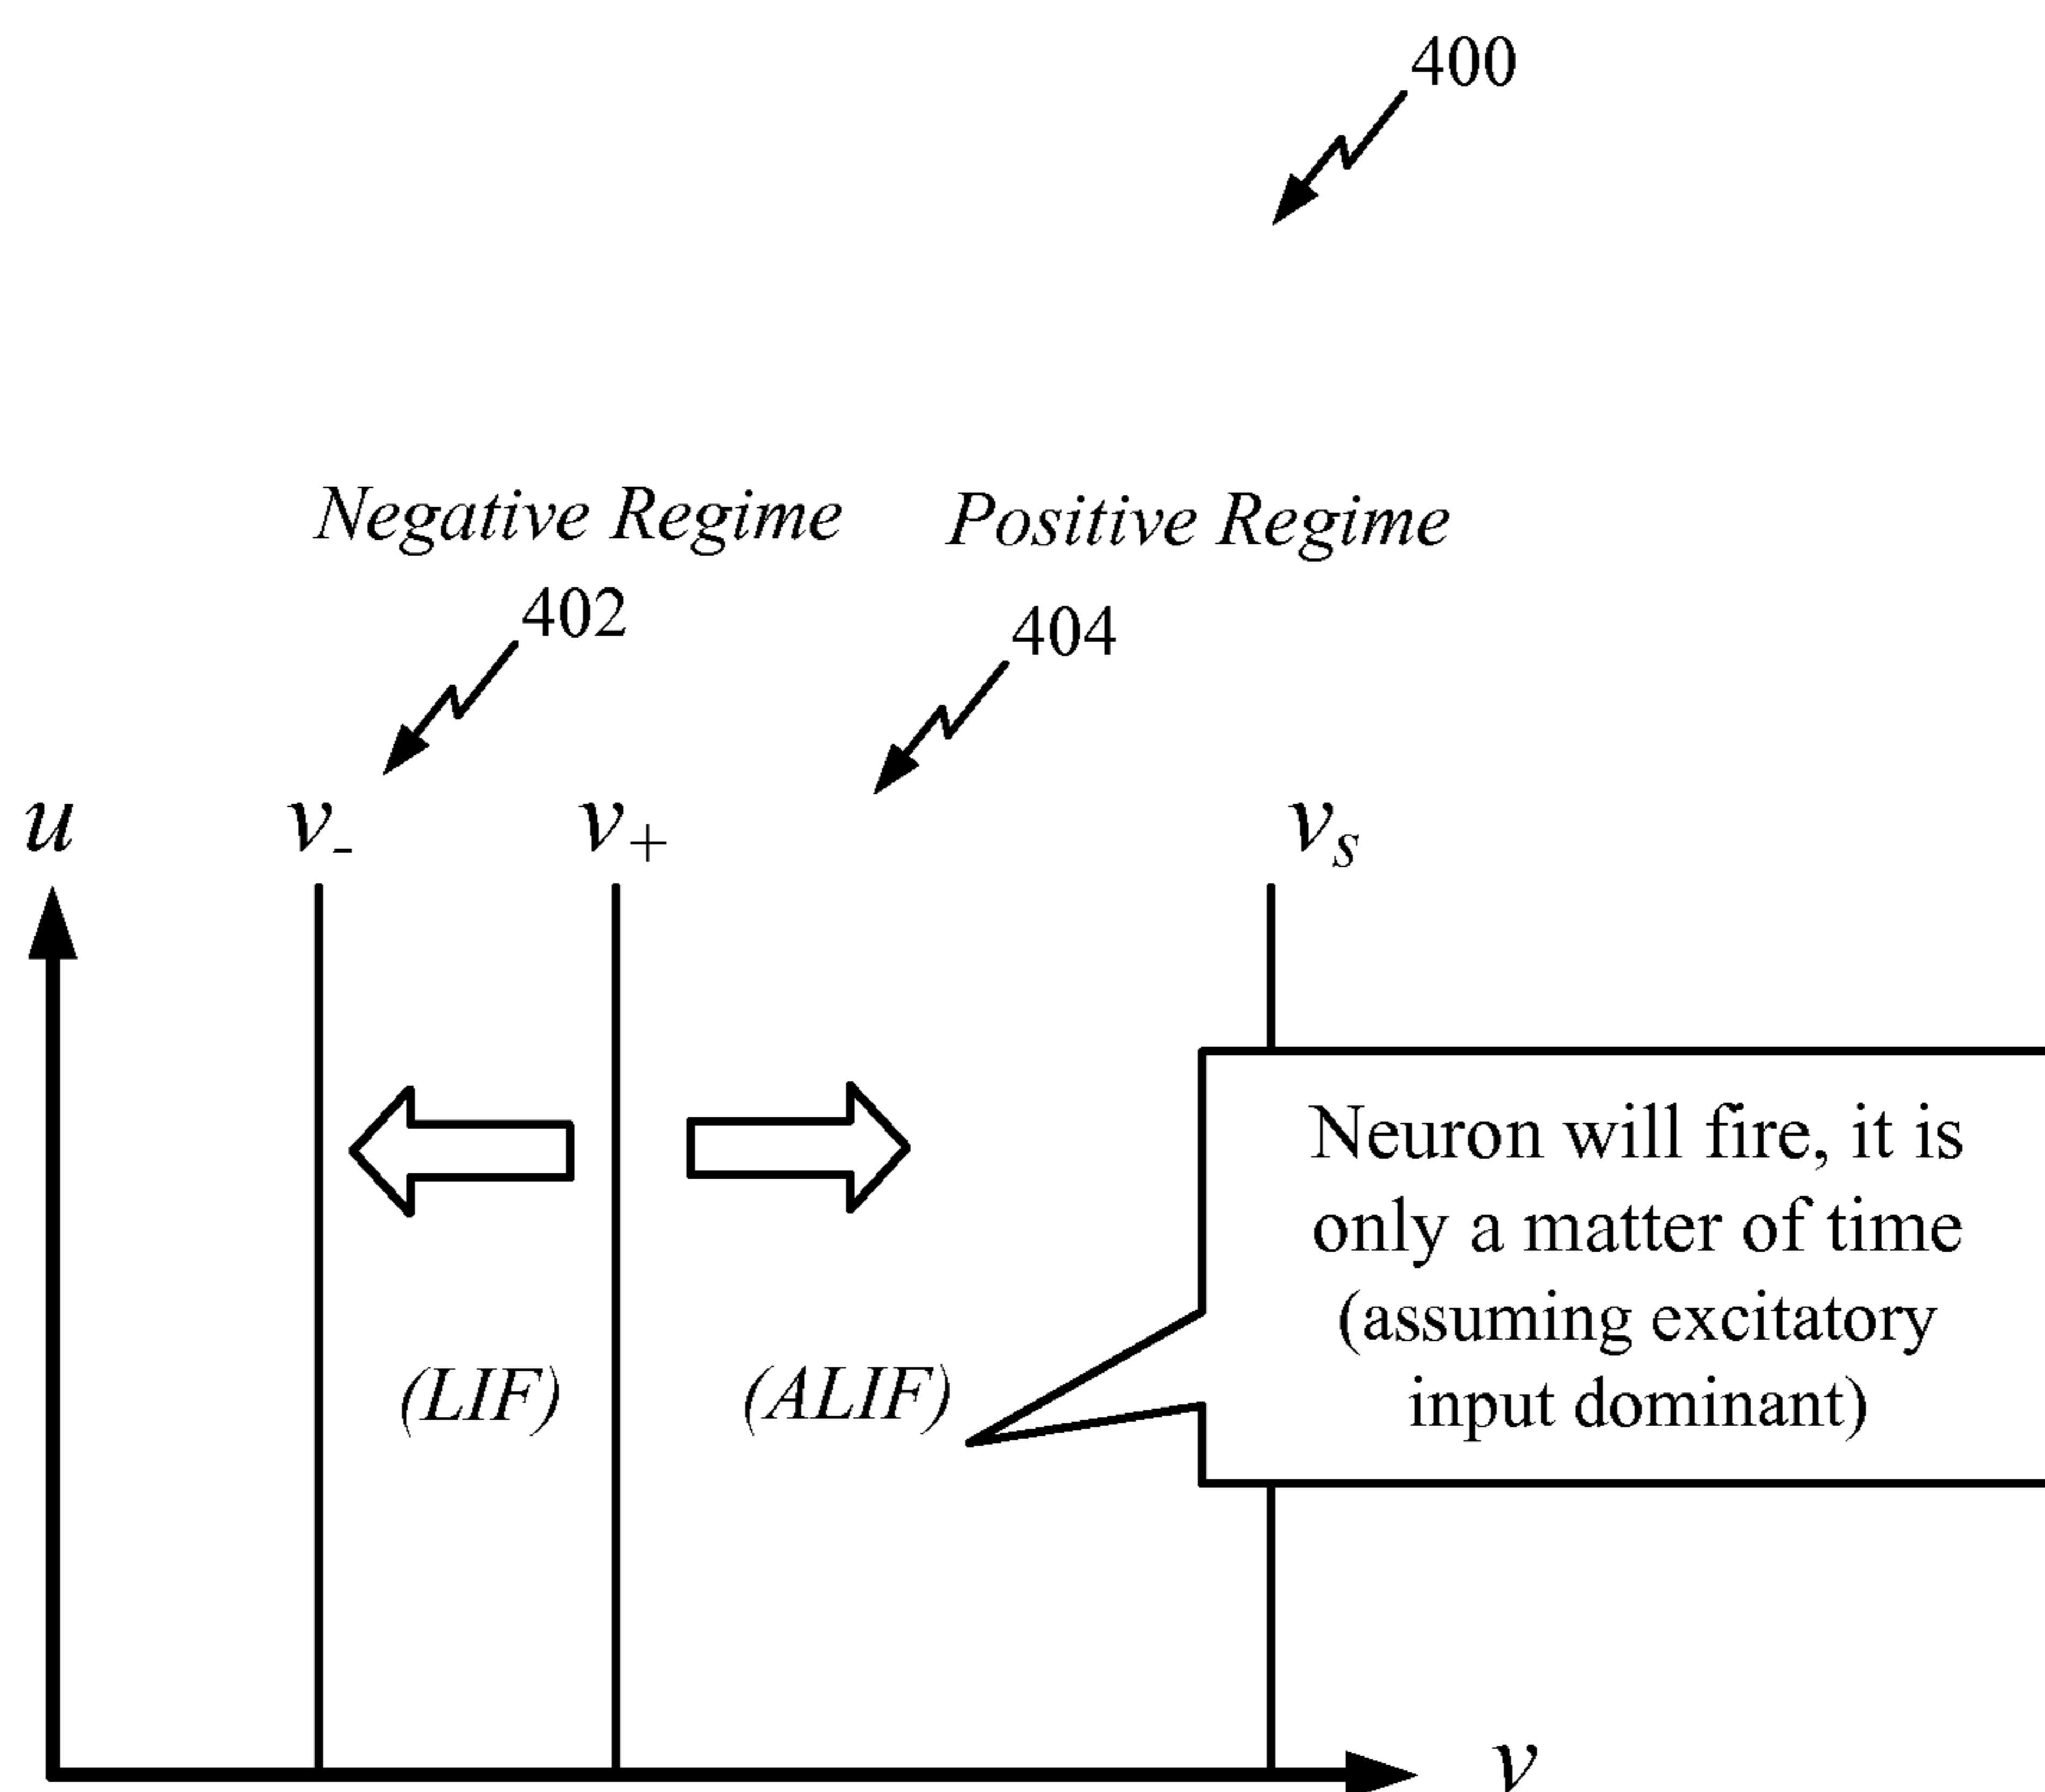 400
Negative Regime Positive Regime
402
404
u v- v+ vs
Neuron will fire, it is
only a matter of time
(assuming excitatory
input dominant)
(LIF) (ALIF)
v